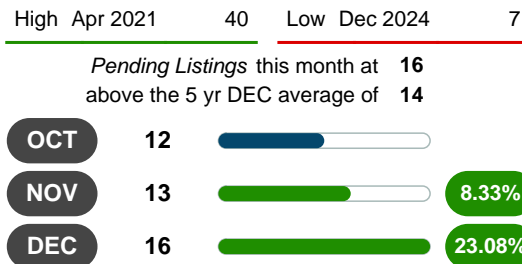 High Apr 2021 40 Low Dec 2024 7
Pending Listings this month at 16
above the 5 yr DEC average of 14
OCT 12
NOV 13 8.33%
DEC 16 23.08%